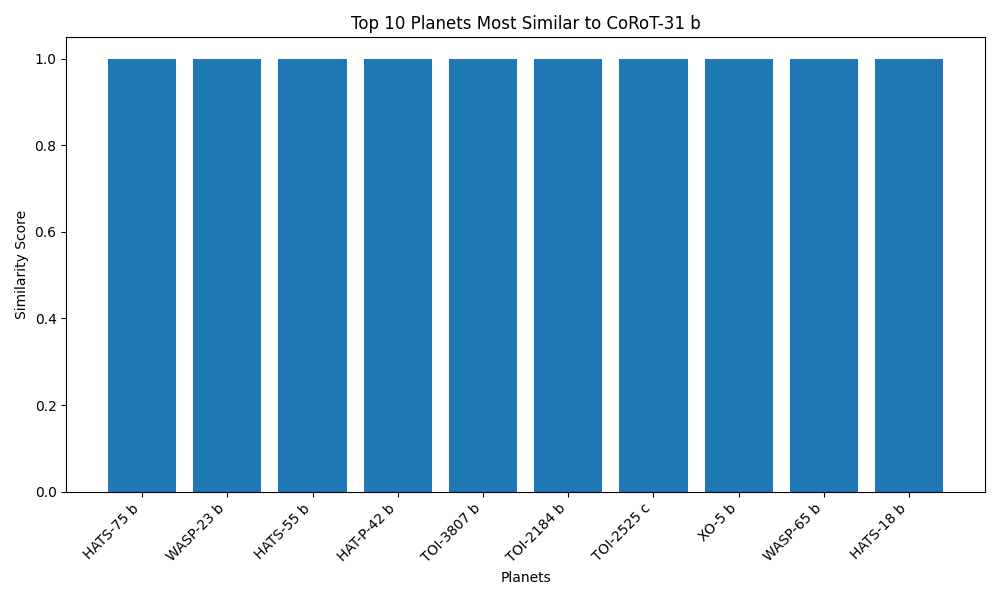 Top 10 Planets Most Similar to CoRoT-31 b
Similarity Score
1.0
0.8
0.6
0.4
0.2
0.0
HATS-75 b
WASP-23 b
HATS-55 b
HAT-P-42 b
TOI-3807 b
TOI-2184 b
TOI-2525 c
XO-5 b
WASP-65 b
HATS-18 b
Planets